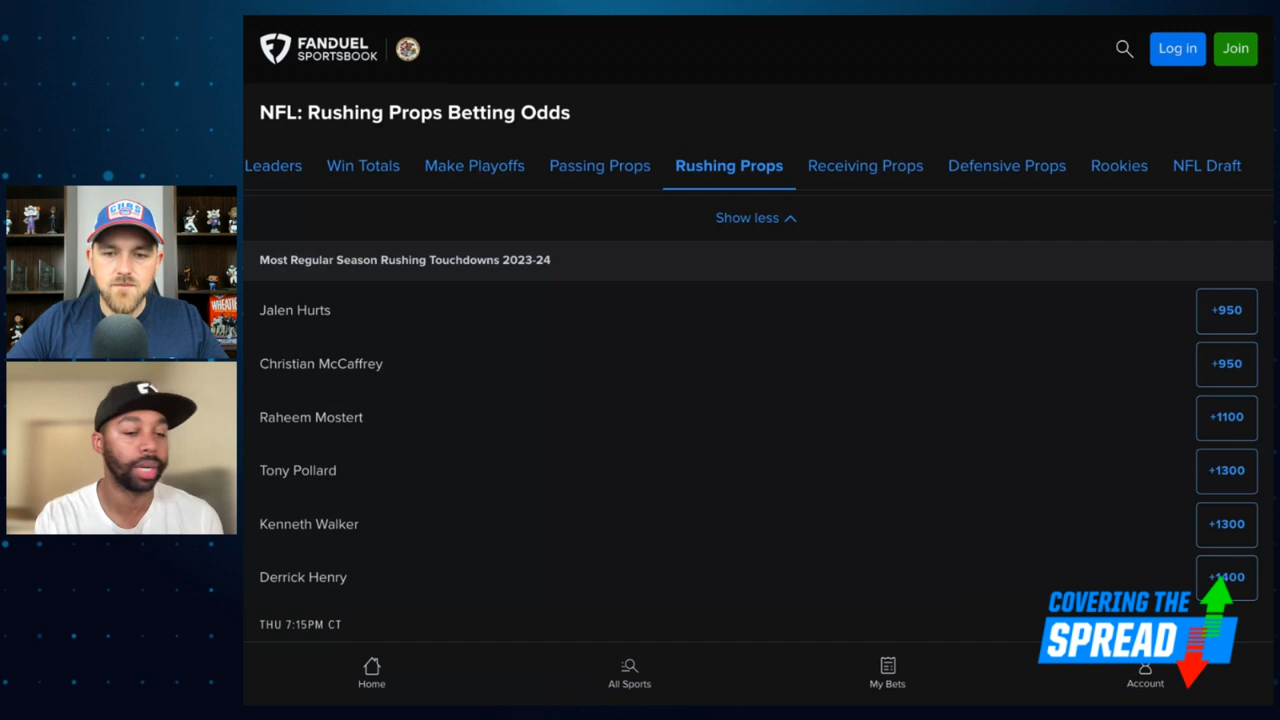 FANDUEL
SPORTSBOOK
Log in
Join
NFL: Rushing Props Betting Odds
Leaders
Win Totals
Make Playoffs
Passing Props
Rushing Props
Receiving Props
Defensive Props
Rookies
NFL Draft
Show less
Most Regular Season Rushing Touchdowns 2023-24
Jalen Hurts
+950
Christian McCaffrey
+950
Raheem Mostert
+1100
Tony Pollard
+1300
Kenneth Walker
+1300
Derrick Henry
+1400
THU 7:15PM CT
Home
All Sports
My Bets
Account
COVERING THE
SPREAD
CUBS
WHEATIES